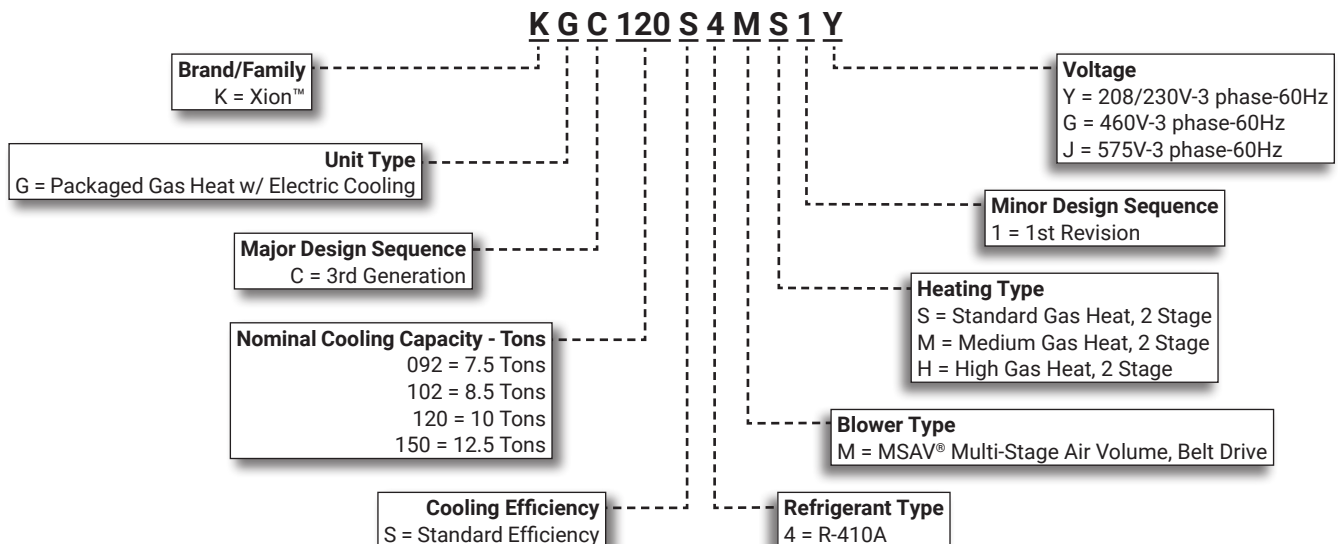 K G C 120 S 4 M S 1 Y
Brand/Family
K = Xion™
Unit Type
G = Packaged Gas Heat w/ Electric Cooling
Major Design Sequence
C = 3rd Generation
Nominal Cooling Capacity - Tons
092 = 7.5 Tons
102 = 8.5 Tons
120 = 10 Tons
150 = 12.5 Tons
Cooling Efficiency
S = Standard Efficiency
Voltage
Y = 208/230V-3 phase-60Hz
G = 460V-3 phase-60Hz
J = 575V-3 phase-60Hz
Minor Design Sequence
1 = 1st Revision
Heating Type
S = Standard Gas Heat, 2 Stage
M = Medium Gas Heat, 2 Stage
H = High Gas Heat, 2 Stage
Blower Type
M = MSAV® Multi-Stage Air Volume, Belt Drive
Refrigerant Type
4 = R-410A